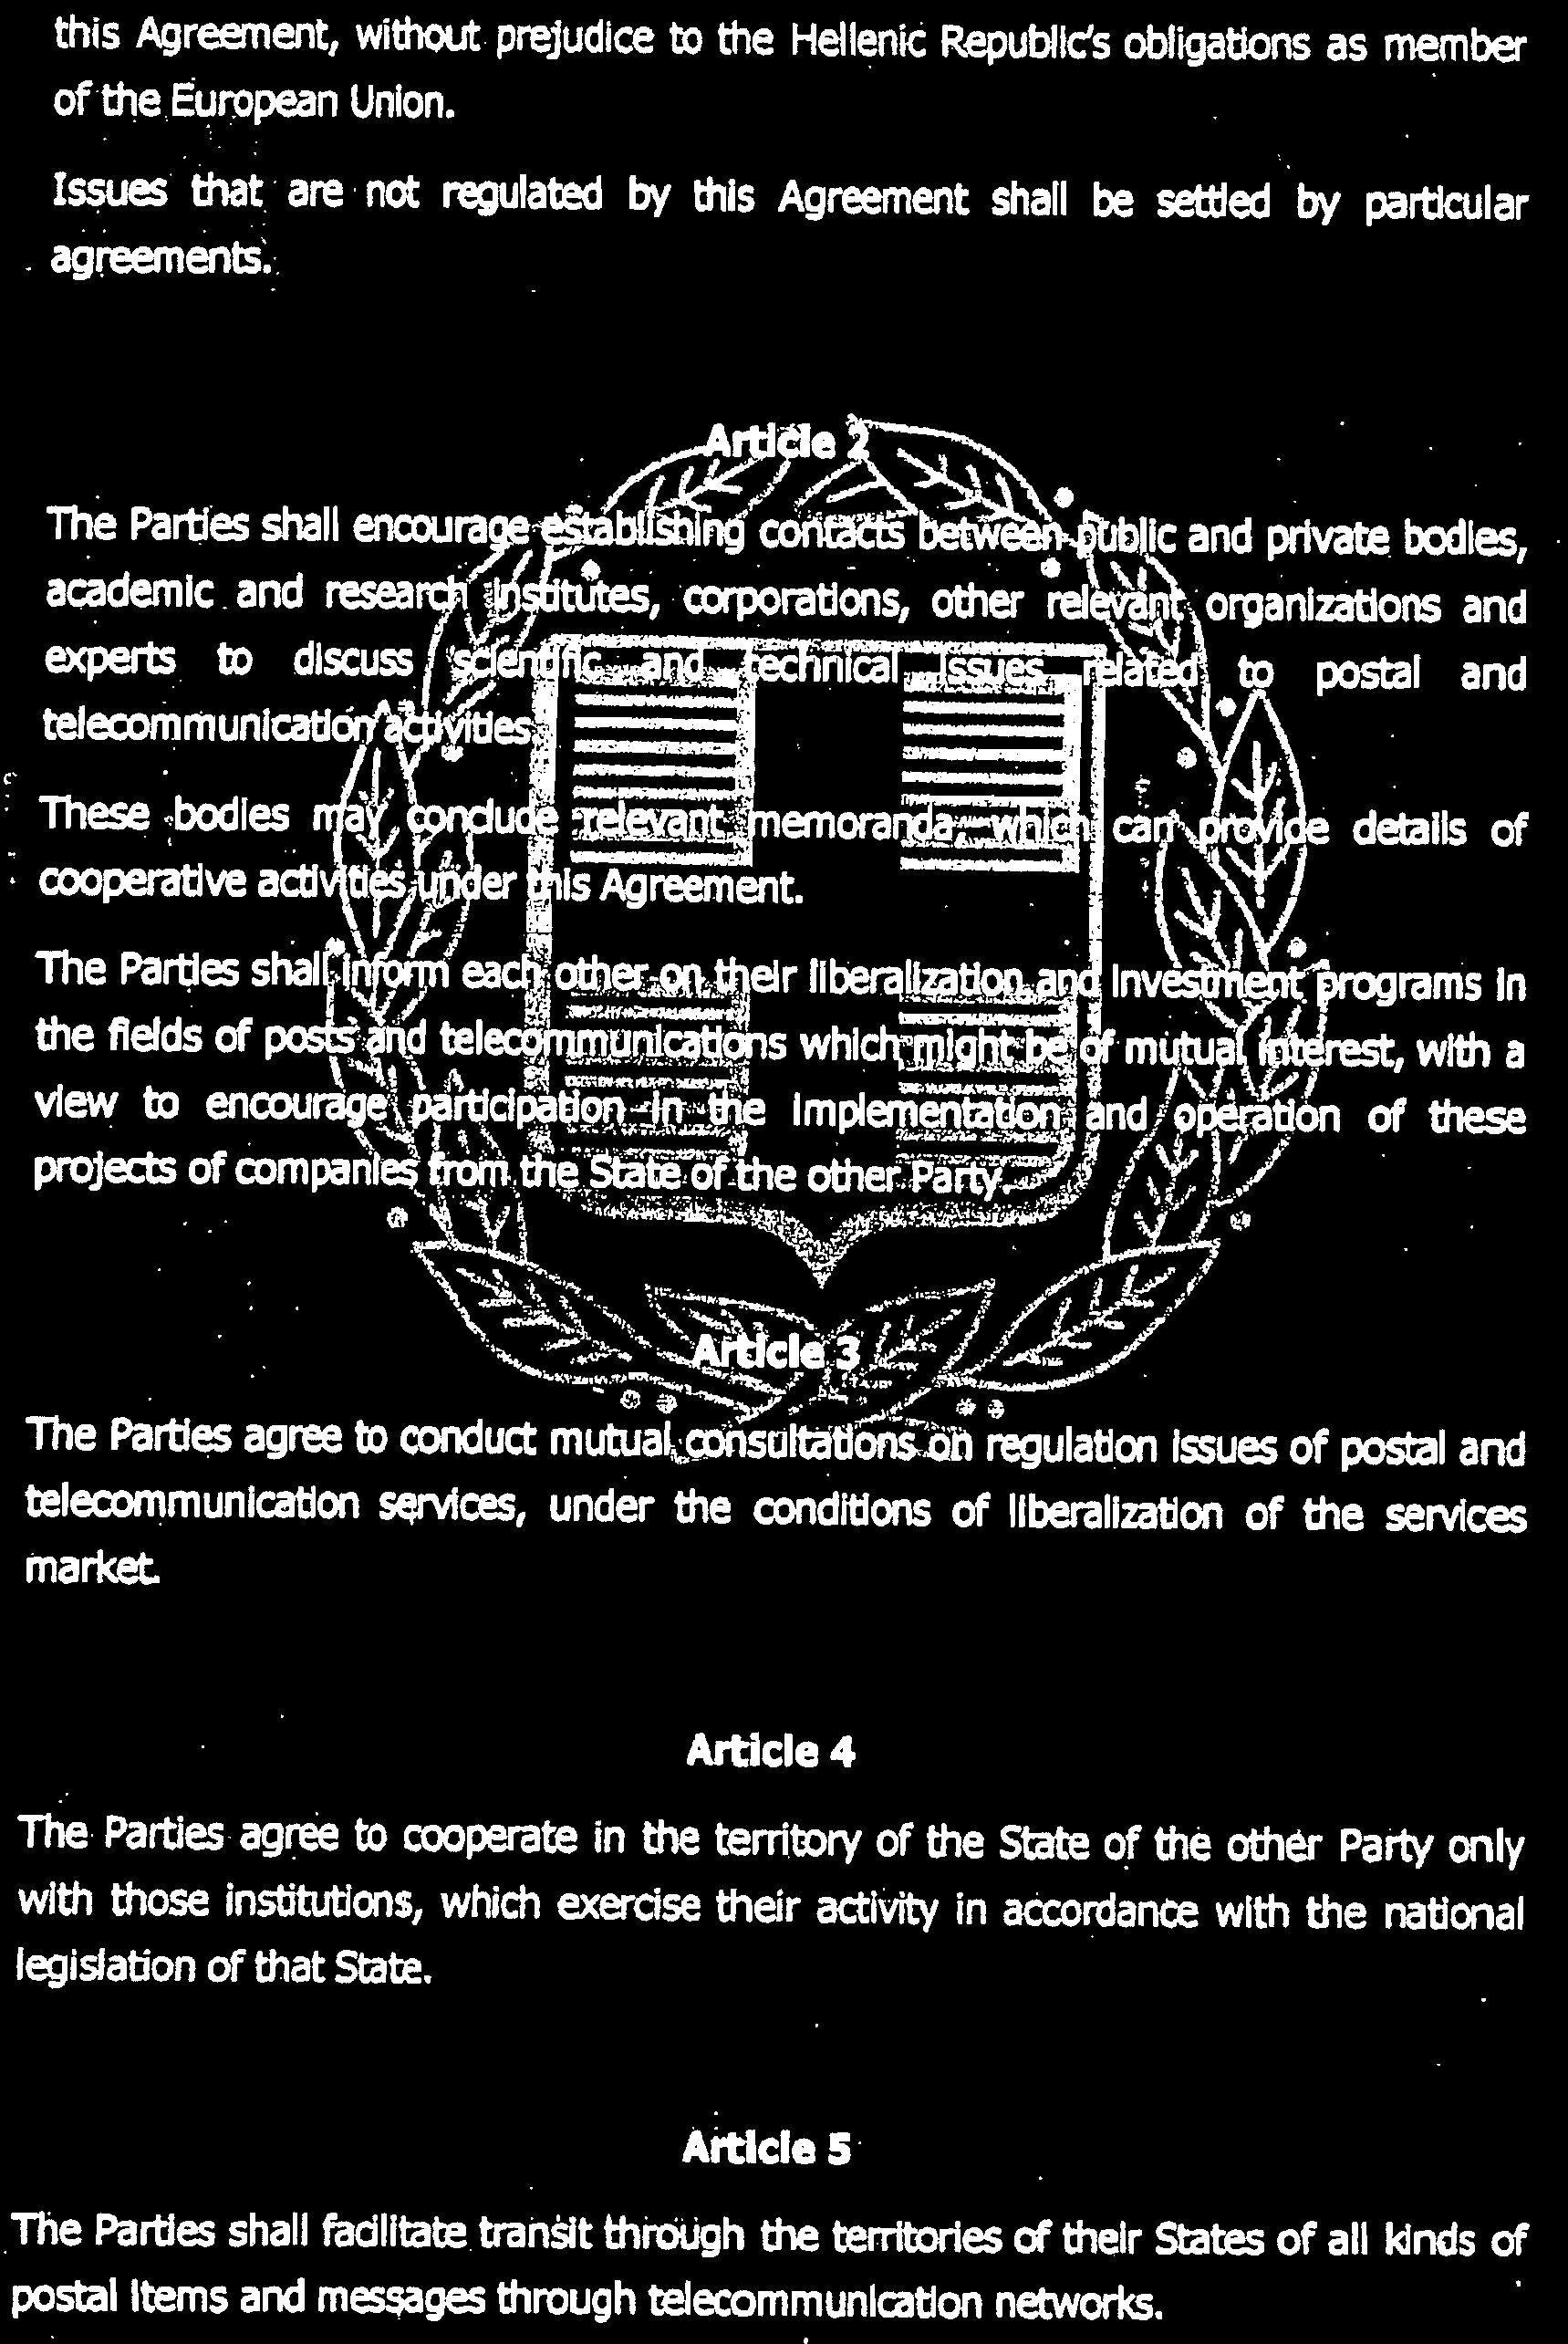 this Agreement, without prejudice to the Hellenic Republic's obligations as member
of the European Union.
Issues that are not regulated by this Agreement shall be settled by particular
agreements.
Article 2
The Parties shall encourage establishing contacts between public and private bodies,
academic and research institutes, corporations, other relevant organizations and
experts to discuss scientific and technical issues related to postal and
telecommunication activities.
These bodies may conclude relevant memoranda, which can provide details of
cooperative activities under this Agreement.
The Parties shall inform each other on their liberalization and investment programs in
the fields of posts and telecommunications which might be of mutual interest, with a
view to encourage participation in the implementation and operation of these
projects of companies from the State of the other Party.
Article 3
The Parties agree to conduct mutual consultations on regulation issues of postal and
telecommunication services, under the conditions of liberalization of the services
market.
Article 4
The Parties agree to cooperate in the territory of the State of the other Party only
with those institutions, which exercise their activity in accordance with the national
legislation of that State.
Article 5
The Parties shall facilitate transit through the territories of their States of all kinds of
postal items and messages through telecommunication networks.